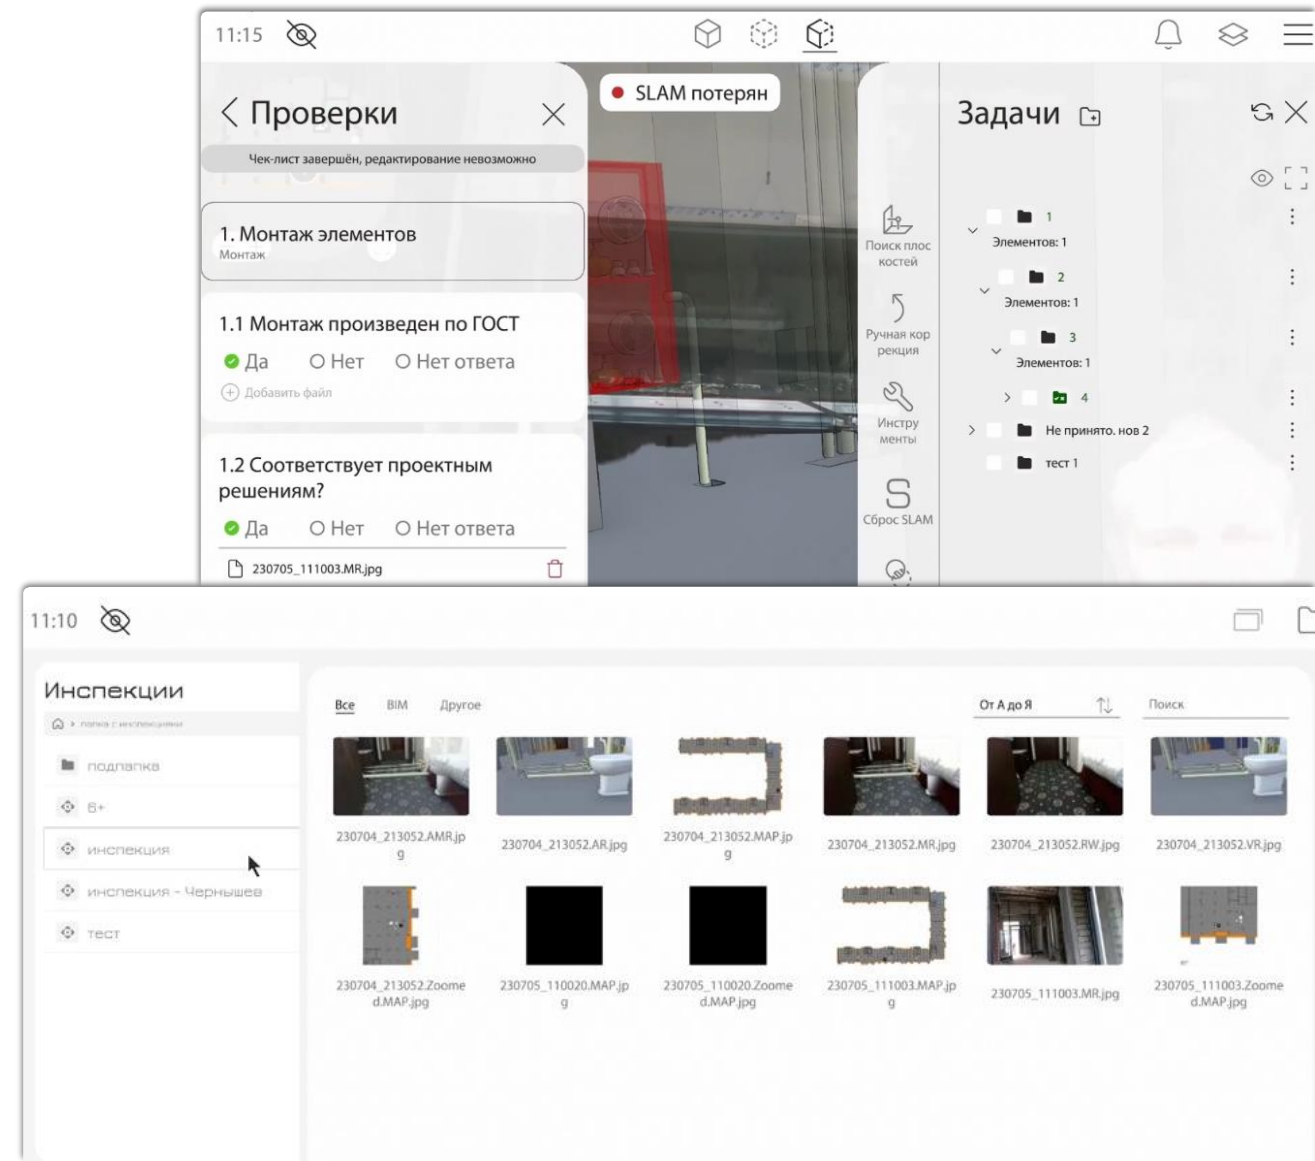 11:15
SLAM потерян
Проверки
Чек-лист завершён, редактирование невозможно
1. Монтаж элементов
Монтаж
1.1 Монтаж произведен по ГОСТ
Да Нет Нет ответа
Добавить файл
1.2 Соответствует проектным
решениям?
Да Нет Нет ответа
230705_111003.MR.jpg
Поиск плос
костей
Ручная кор
рекция
Инстру
менты
Сброс SLAM
Задачи
1
Элементов: 1
2
Элементов: 1
3
Элементов: 1
4
Не принято. нов 2
тест 1
11:10
Инспекции
папка с инспекциями
подпапка
6+
инспекция
инспекция - Чернышев
тест
Все BIM Другое
От А до Я
Поиск
230704_213052.AMR.jp
g
230704_213052.AR.jpg
230704_213052.MAP.jp
g
230704_213052.MR.jpg
230704_213052.RW.jpg
230704_213052.VR.jpg
230704_213052.Zoome
d.MAP.jpg
230705_110020.MAP.jp
g
230705_110020.Zoome
d.MAP.jpg
230705_111003.MAP.jp
g
230705_111003.MR.jpg
230705_111003.Zoome
d.MAP.jpg